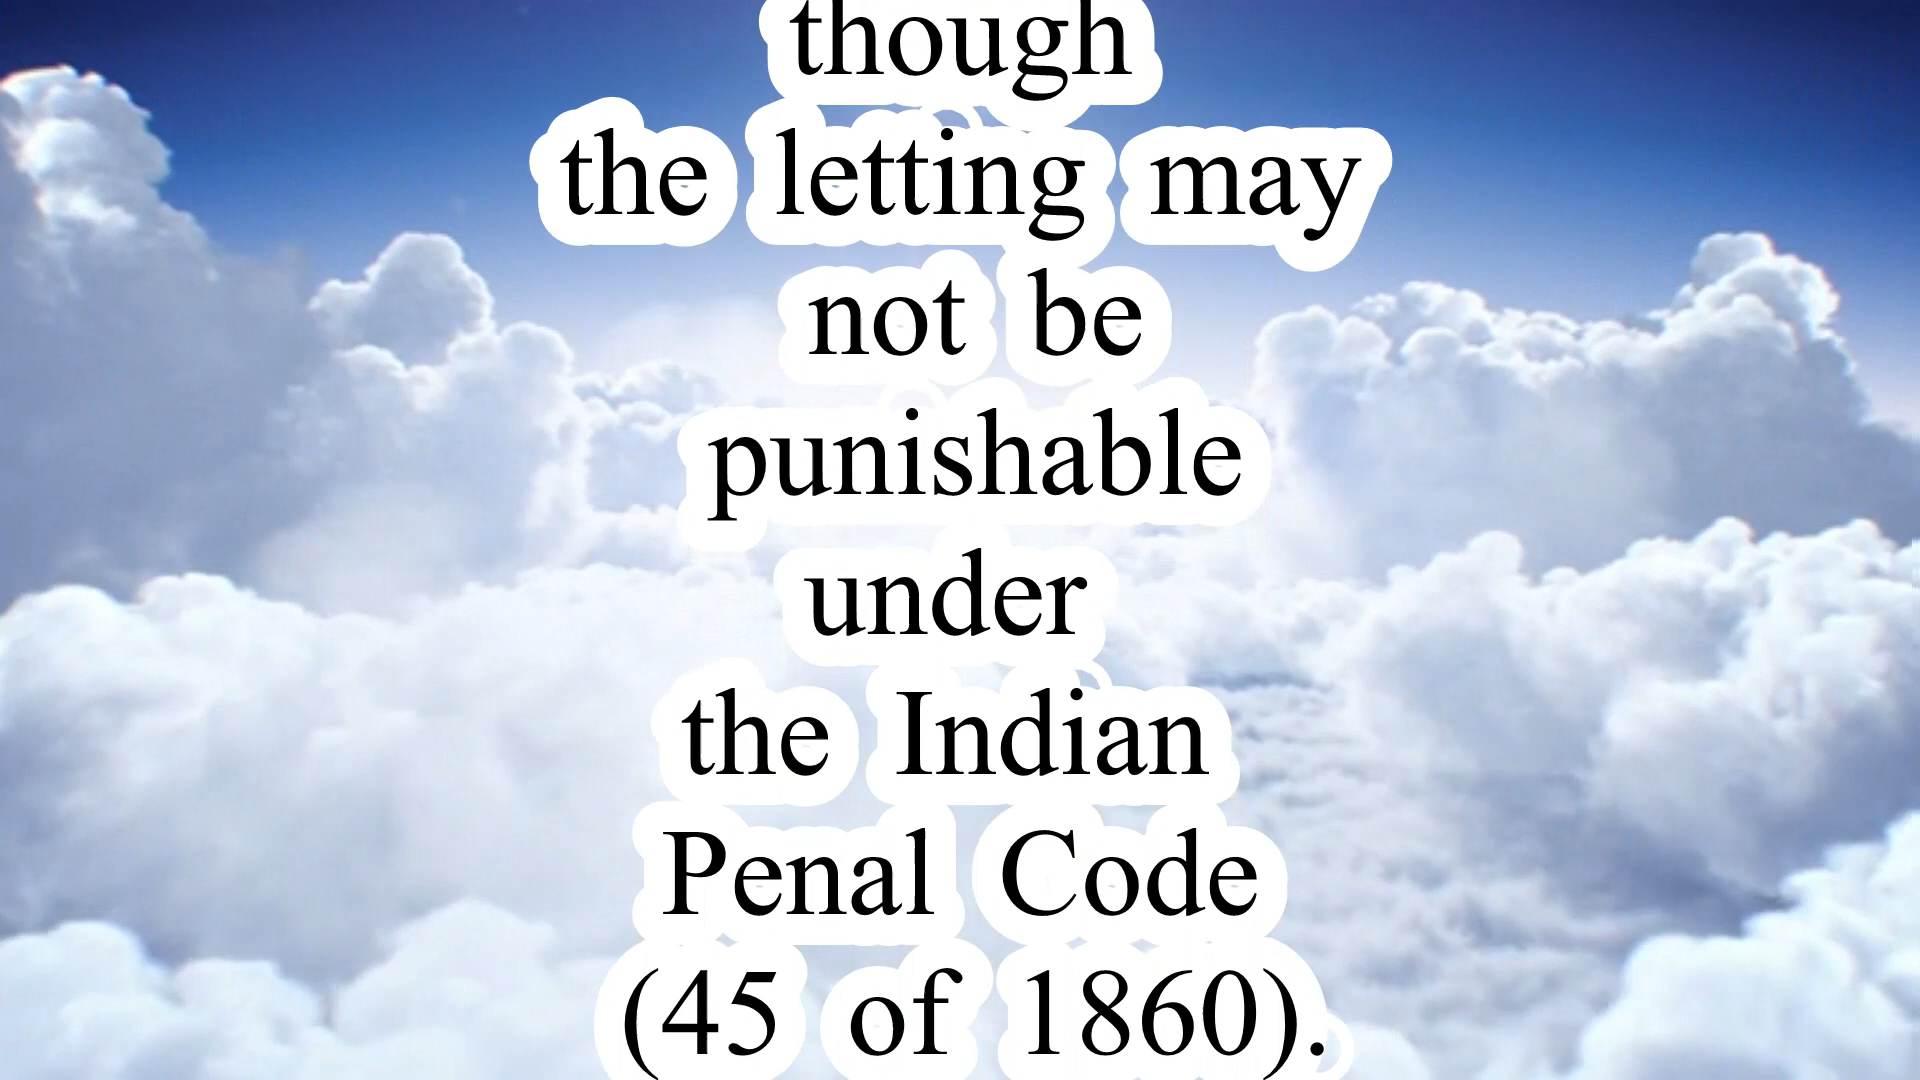 though
the letting may
not be
punishable
under
the Indian
Penal Code
(45 of 1860).